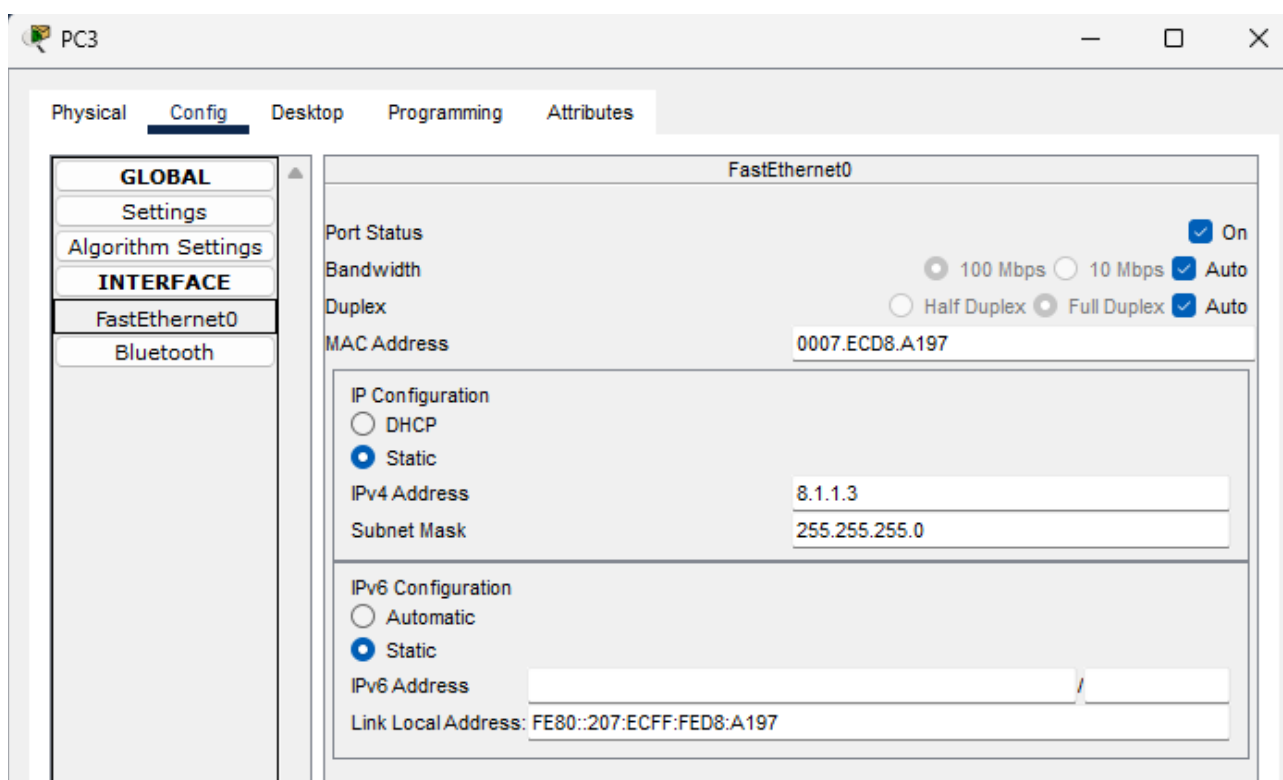 PC3
Physical Config Desktop Programming Attributes
GLOBAL
Settings
Algorithm Settings
INTERFACE
FastEthernet0
Bluetooth
FastEthernet0
Port Status On
Bandwidth 100 Mbps 10 Mbps Auto
Duplex Half Duplex Full Duplex Auto
MAC Address 0007.ECD8.A197
IP Configuration
DHCP
Static
IPv4 Address 8.1.1.3
Subnet Mask 255.255.255.0
IPv6 Configuration
Automatic
Static
IPv6 Address /
Link Local Address: FE80::207:ECFF:FED8:A197